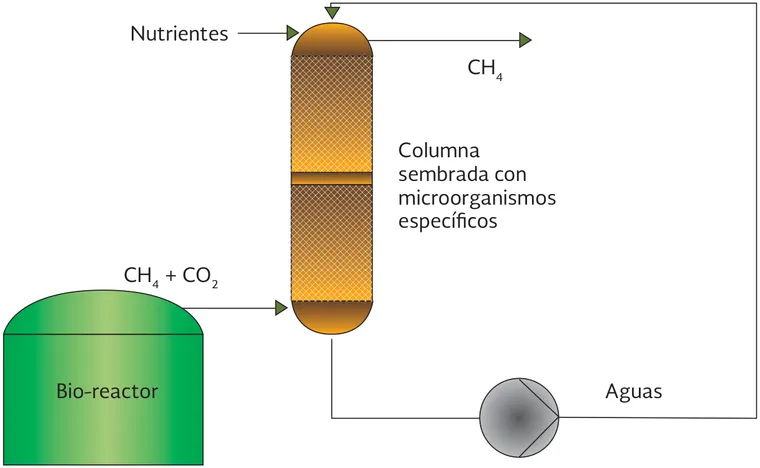 Nutrientes
CH₄
Columna
sembrada con
microorganismos
específicos
CH₄ + CO₂
Bio-reactor
Aguas